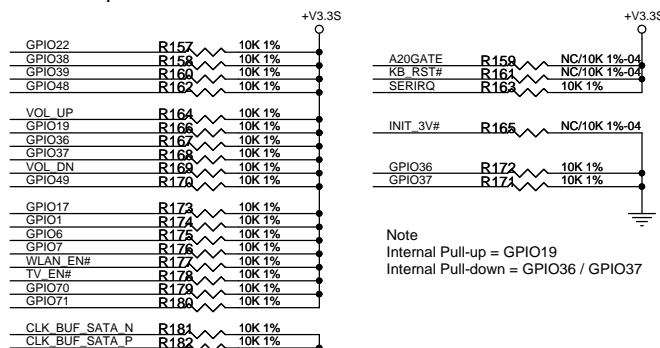 +V3.3S
GPIO22 R157 10K 1%
GPIO38 R158 10K 1%
GPIO39 R160 10K 1%
GPIO48 R162 10K 1%
VOL_UP R164 10K 1%
GPIO19 R166 10K 1%
GPIO36 R167 10K 1%
GPIO37 R168 10K 1%
VOL_DN R169 10K 1%
GPIO49 R170 10K 1%
GPIO17 R173 10K 1%
GPIO1 R174 10K 1%
GPIO6 R175 10K 1%
GPIO7 R176 10K 1%
WLAN_EN# R177 10K 1%
TV_EN# R178 10K 1%
GPIO70 R179 10K 1%
GPIO71 R180 10K 1%
CLK_BUF_SATA_N R181 10K 1%
CLK_BUF_SATA_P R182 10K 1%
+V3.3S
A20GATE R159 NC/10K 1%-04
KB_RST# R161 NC/10K 1%-04
SERIRQ R163 10K 1%
INIT_3V# R165 NC/10K 1%-04
GPIO36 R172 10K 1%
GPIO37 R171 10K 1%
Note
Internal Pull-up = GPIO19
Internal Pull-down = GPIO36 / GPIO37